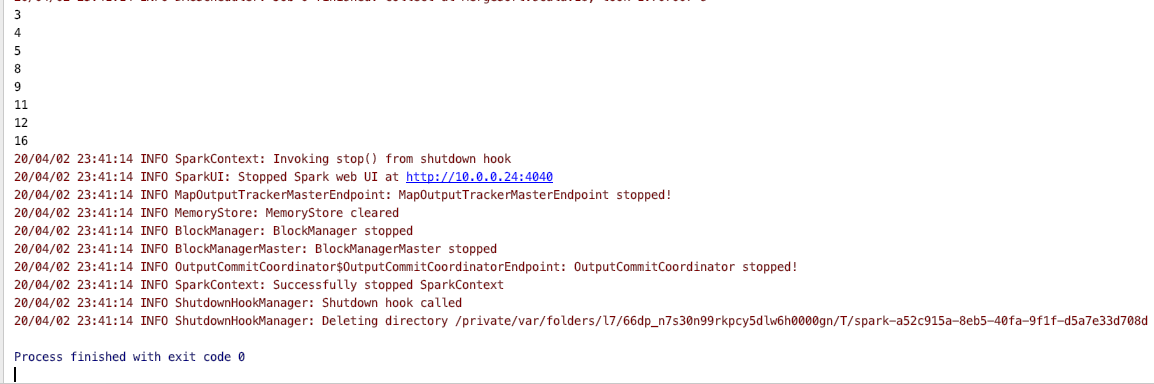 3
4
5
8
9
11
12
16
20/04/02 23:41:14 INFO SparkContext: Invoking stop() from shutdown hook
20/04/02 23:41:14 INFO SparkUI: Stopped Spark web UI at http://10.0.0.24:4040
20/04/02 23:41:14 INFO MapOutputTrackerMasterEndpoint: MapOutputTrackerMasterEndpoint stopped!
20/04/02 23:41:14 INFO MemoryStore: MemoryStore cleared
20/04/02 23:41:14 INFO BlockManager: BlockManager stopped
20/04/02 23:41:14 INFO BlockManagerMaster: BlockManagerMaster stopped
20/04/02 23:41:14 INFO OutputCommitCoordinator$OutputCommitCoordinatorEndpoint: OutputCommitCoordinator stopped!
20/04/02 23:41:14 INFO SparkContext: Successfully stopped SparkContext
20/04/02 23:41:14 INFO ShutdownHookManager: Shutdown hook called
20/04/02 23:41:14 INFO ShutdownHookManager: Deleting directory /private/var/folders/l7/66dp_n7s30n99rkpcy5dlw6h0000gn/T/spark-a52c915a-8eb5-40fa-9f1f-d5a7e33d708d
Process finished with exit code 0